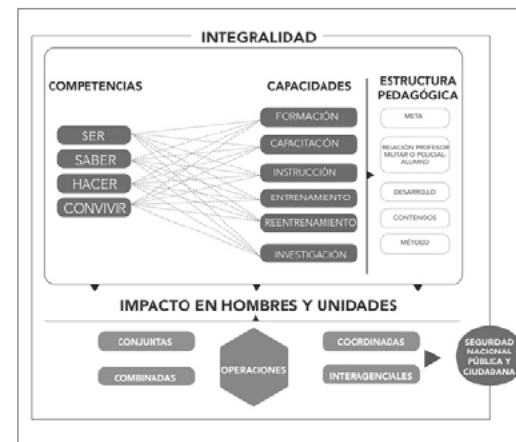 INTEGRALIDAD
COMPETENCIAS
SER
SABER
HACER
CONVIVIR
CAPACIDADES
FORMACIÓN
CAPACITACIÓN
INSTRUCCIÓN
ENTRENAMIENTO
REENTRENAMIENTO
INVESTIGACIÓN
ESTRUCTURA
PEDAGÓGICA
META
RELACIÓN PROFESOR
MILITAR O POLICIAL-
ALUMNO
DESARROLLO
CONTENIDOS
MÉTODO
IMPACTO EN HOMBRES Y UNIDADES
CONJUNTAS
COMBINADAS
OPERACIONES
COORDINADAS
INTERAGENCIALES
SEGURIDAD
NACIONAL
PÚBLICA Y
CIUDADANA